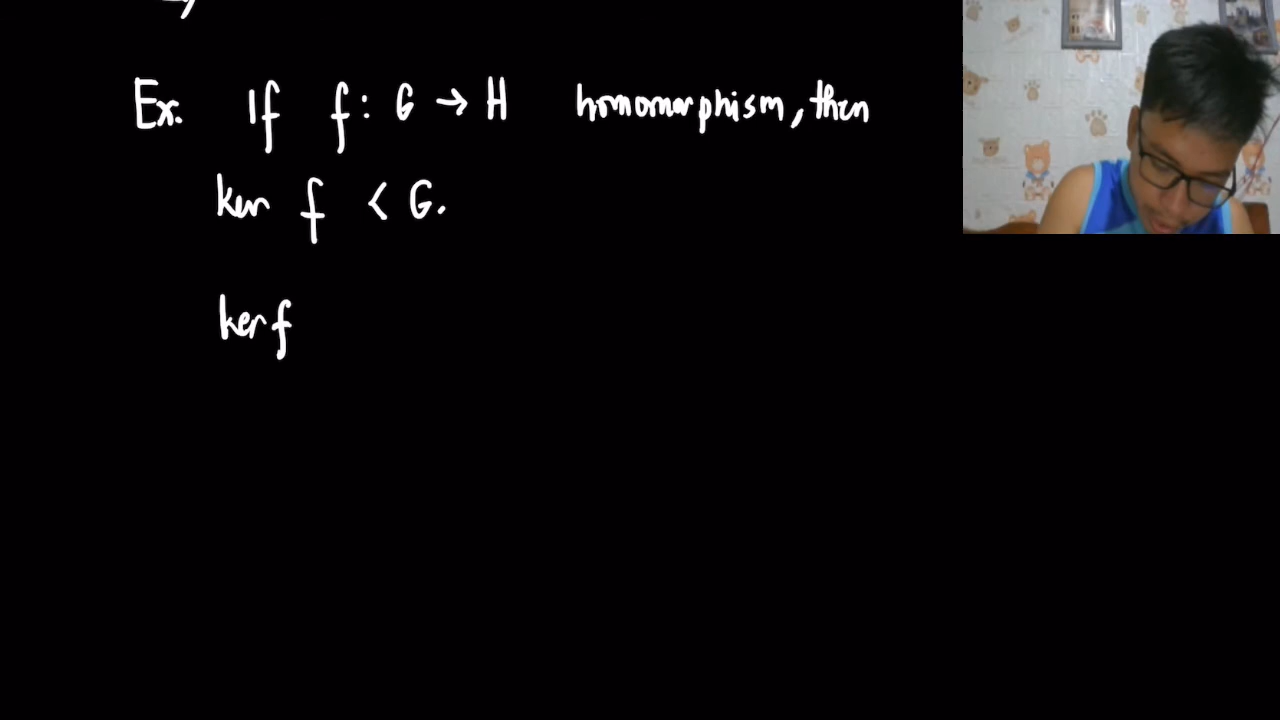 Ex. If f: G → H homomorphism, then
ker f < G.
ker f